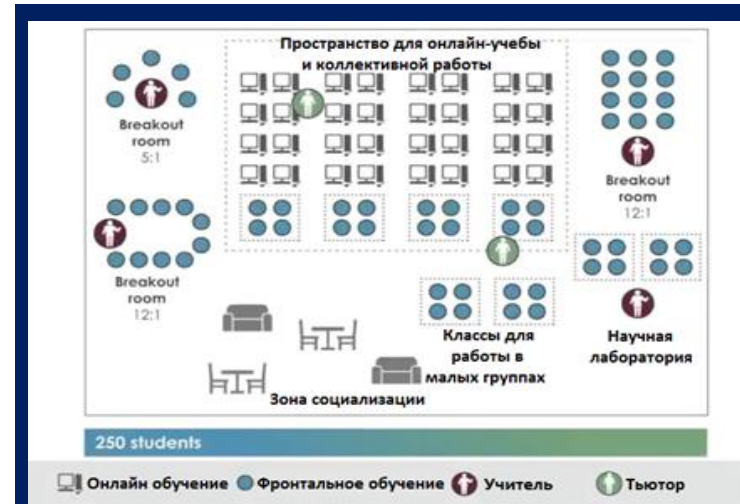 Пространство для онлайн-учебы
и коллективной работы
Breakout
room
5:1
Breakout
room
12:1
Breakout
room
12:1
Классы для
работы в
малых группах
Научная
лаборатория
Зона социализации
250 students
Онлайн обучение
Фронтальное обучение
Учитель
Тьютор